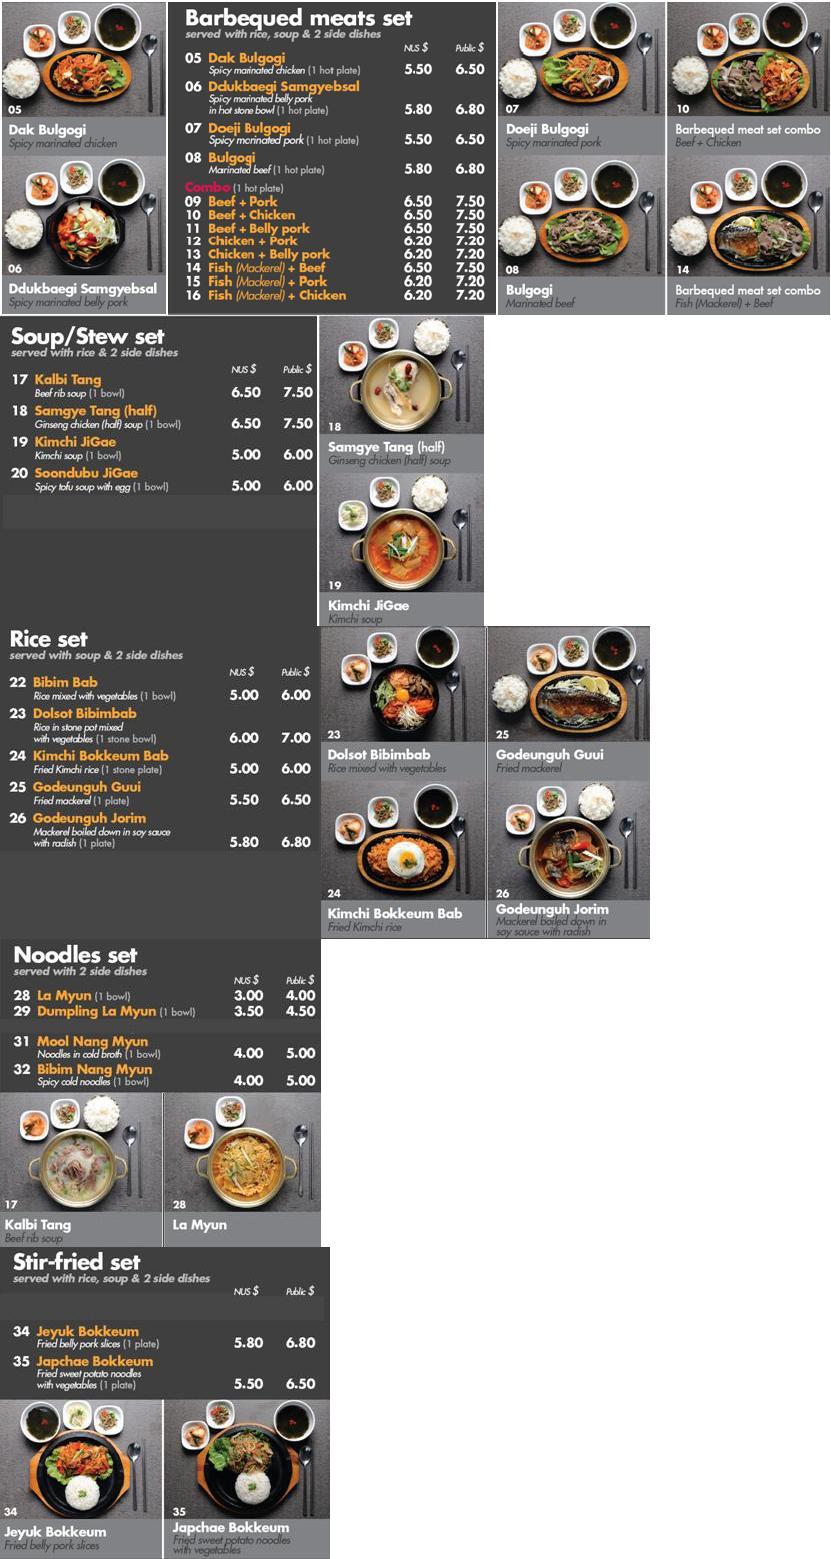 05
Dak Bulgogi
Spicy marinated chicken
06
Ddukbaegi Samgyebsal
Spicy marinated belly pork
Barbequed meats set
served with rice, soup & 2 side dishes
NUS $ Public $
05 Dak Bulgogi
Spicy marinated chicken (1 hot plate) 5.50 6.50
06 Ddukbaegi Samgyebsal
Spicy marinated belly pork
in hot stone bowl (1 hot plate) 5.80 6.80
07 Doeji Bulgogi
Spicy mcrinated pork (1 hot plate) 5.50 6.50
08 Bulgogi
Marinated beef (1 hot plate) 5.80 6.80
Combo (1 hot plate)
09 Beef + Pork 6.50 7.50
10 Beef + Chicken 6.50 7.50
11 Beef + Belly pork 6.50 7.50
12 Chicken + Pork 6.20 7.20
13 Chicken + Belly pork 6.20 7.20
14 Fish (Mackerel) + Beef 6.50 7.50
15 Fish (Mackerel) + Pork 6.20 7.20
16 Fish (Mackerel) + Chicken 6.20 7.20
07
Doeji Bulgogi
Spicy marinated pork
08
Bulgogi
Marinated beef
10
Barbequed meat set combo
Beef + Chicken
14
Barbequed meat set combo
Fish (Mackerel) + Beef
Soup/Stew set
served with rice & 2 side dishes
NUS $ Public $
17 Kalbi Tang
Beef rib soup (1 bowl) 6.50 7.50
18 Samgye Tang (half)
Ginseng chicken (half) soup (1 bowl) 6.50 7.50
19 Kimchi JiGae
Kimchi soup (1 bowl) 5.00 6.00
20 Soondubu JiGae
Spicy tofu soup with egg (1 bowl) 5.00 6.00
18
Samgye Tang (half)
Ginseng chicken (half) soup
19
Kimchi JiGae
Kimchi soup
Rice set
served with soup & 2 side dishes
NUS $ Public $
22 Bibim Bab
Rice mixed with vegetables (1 bowl) 5.00 6.00
23 Dolsot Bibimbab
Rice in stone pot mixed
with vegetables (1 stone bowl) 6.00 7.00
24 Kimchi Bokkeum Bab
Fried Kimchi rice (1 stone plate) 5.00 6.00
25 Godeunguh Guui
Fried mackerel (1 plate) 5.50 6.50
26 Godeunguh Jorim
Mackerel boiled down in soy sauce
with radish (1 plate) 5.80 6.80
23
Dolsot Bibimbab
Rice mixed with vegetables
25
Godeunguh Guui
Fried mackerel
24
Kimchi Bokkeum Bab
Fried Kimchi rice
26
Godeunguh Jorim
Mackerel boiled down in
soy sauce with radish
Noodles set
served with 2 side dishes
NUS $ Public $
28 La Myun (1 bowl) 3.00 4.00
29 Dumpling La Myun (1 bowl) 3.50 4.50
31 Mool Nang Myun
Noodles in cold broth (1 bowl) 4.00 5.00
32 Bibim Nang Myun
Spicy cold noodles (1 bowl) 4.00 5.00
17
Kalbi Tang
Beef rib soup
28
La Myun
Stir-fried set
served with rice, soup & 2 side dishes
NUS $ Public $
34 Jeyuk Bokkeum
Fried belly pork slices (1 plate) 5.80 6.80
35 Japchae Bokkeum
Fried sweet potato noodles
with vegetables (1 plate) 5.50 6.50
34
Jeyuk Bokkeum
Fried belly pork slices
35
Japchae Bokkeum
Fried sweet potato noodles
with vegetables